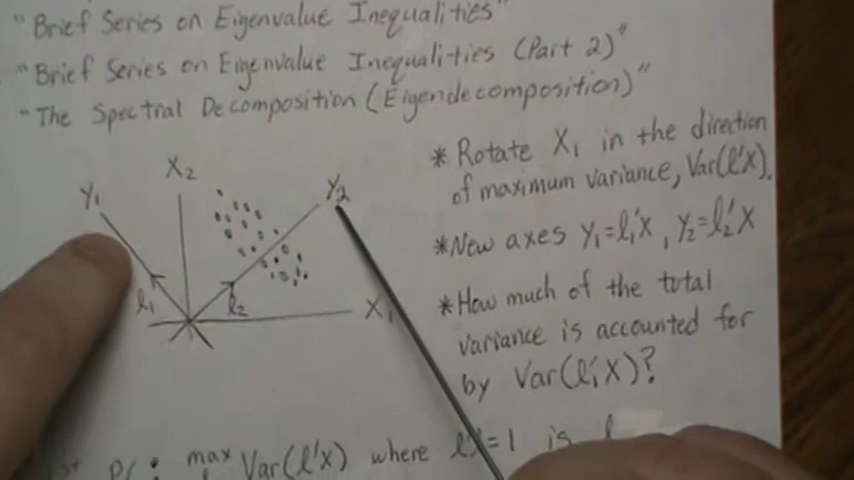 "Brief Series on Eigenvalue Inequalities"
"Brief Series on Eigenvalue Inequalities (Part 2)"
"The Spectral Decomposition (Eigendecomposition)"
Y₁
X₂
Y₂
l₁
l₂
X₁
* Rotate X₁ in the direction
of maximum variance, Var(l'X).
* New axes Y₁=l₁'X , Y₂=l₂'X
* How much of the total
variance is accounted for
by Var(l₁'X)?
max Var(l'X) where l'l=1 is